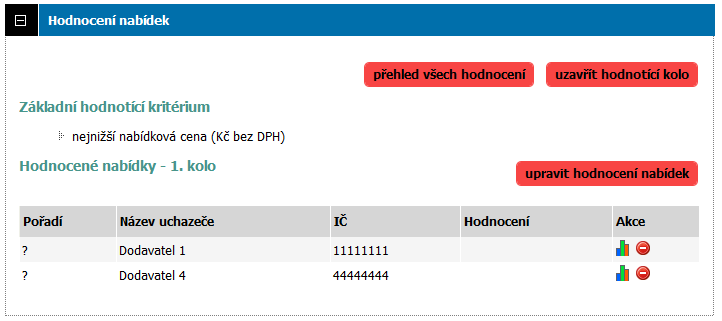 Hodnocení nabídek
přehled všech hodnocení uzavřít hodnotící kolo
Základní hodnotící kritérium
nejnižší nabídková cena (Kč bez DPH)
Hodnocené nabídky - 1. kolo
upravit hodnocení nabídek
Pořadí Název uchazeče IČ Hodnocení Akce
? Dodavatel 1 11111111
? Dodavatel 4 44444444